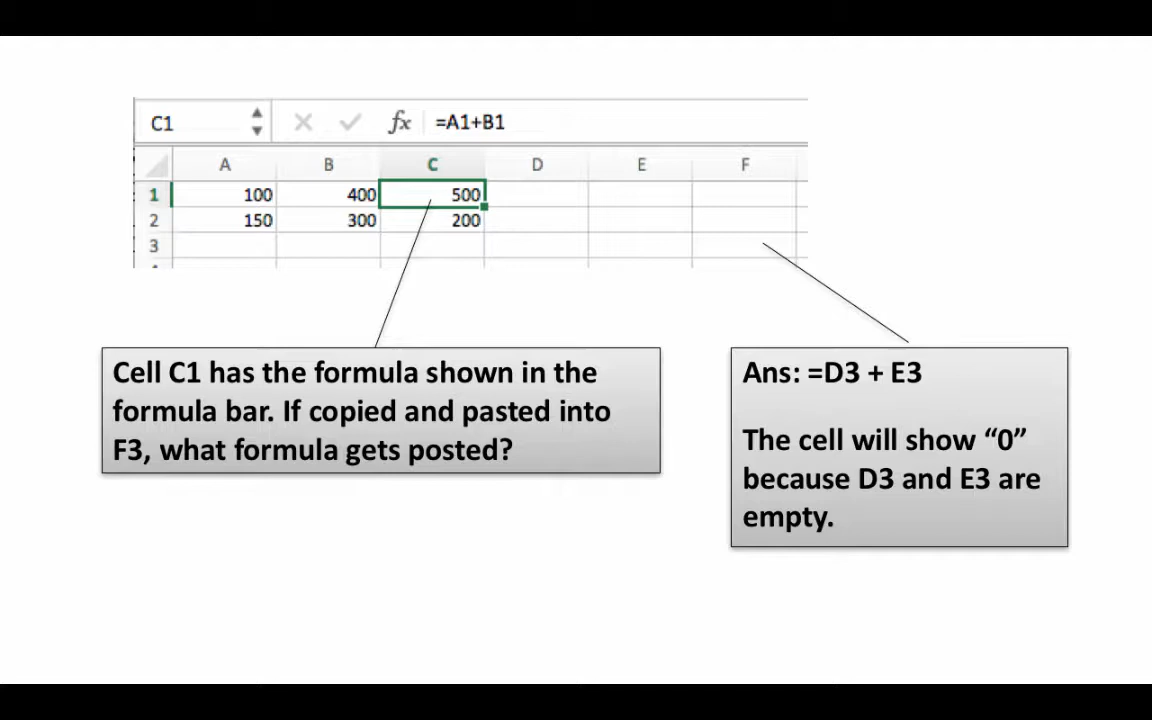 C1 fx =A1+B1
A B C D E F
1 100 400 500
2 150 300 200
3
Cell C1 has the formula shown in the
formula bar. If copied and pasted into
F3, what formula gets posted?
Ans: =D3 + E3
The cell will show “0”
because D3 and E3 are
empty.